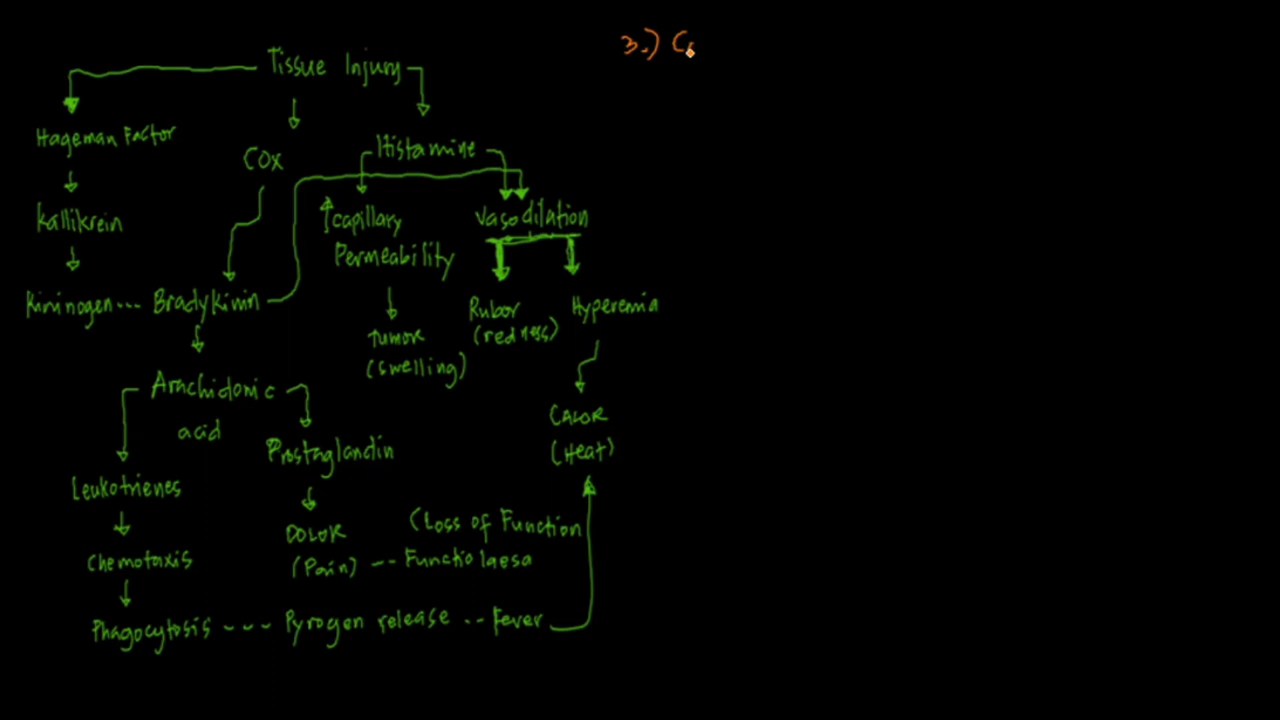 3.) C
Tissue Injury
Hageman Factor
COX
Histamine
Kallikrein
↑capillary
Permeability
Vasodilation
Kininogen --- Bradykinin
Rubor
(redness)
Hyperemia
tumor
(swelling)
Arachidonic
acid
CALOR
(Heat)
Prostaglandin
Leukotrienes
DOLOR
(Pain) -- Functio laesa
(Loss of Function
Chemotaxis
Phagocytosis --- Pyrogen release -- Fever